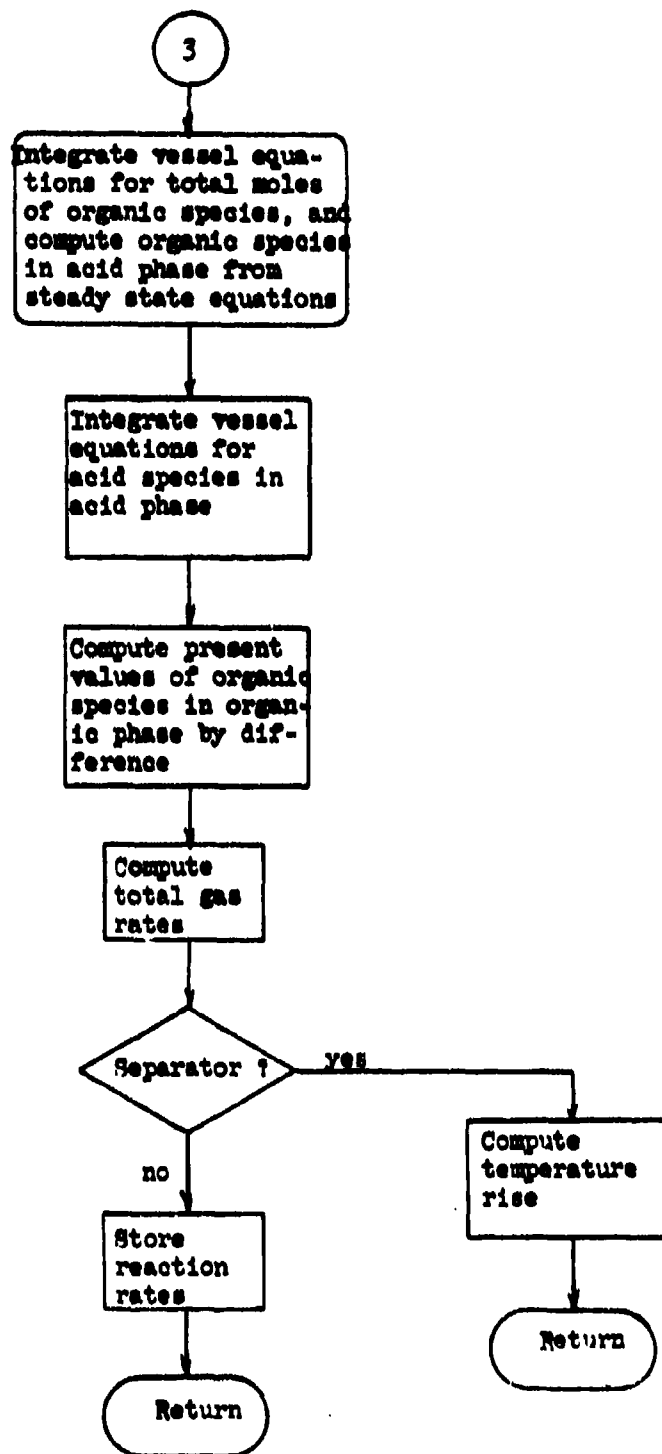 3
Integrate vessel equa-
tions for total moles
of organic species, and
compute organic species
in acid phase from
steady state equations
Integrate vessel
equations for
acid species in
acid phase
Compute present
values of organic
species in organ-
ic phase by dif-
ference
Compute
total gas
rates
Separator ?
yes
Compute
temperature
rise
no
Store
reaction
rates
Return
Return